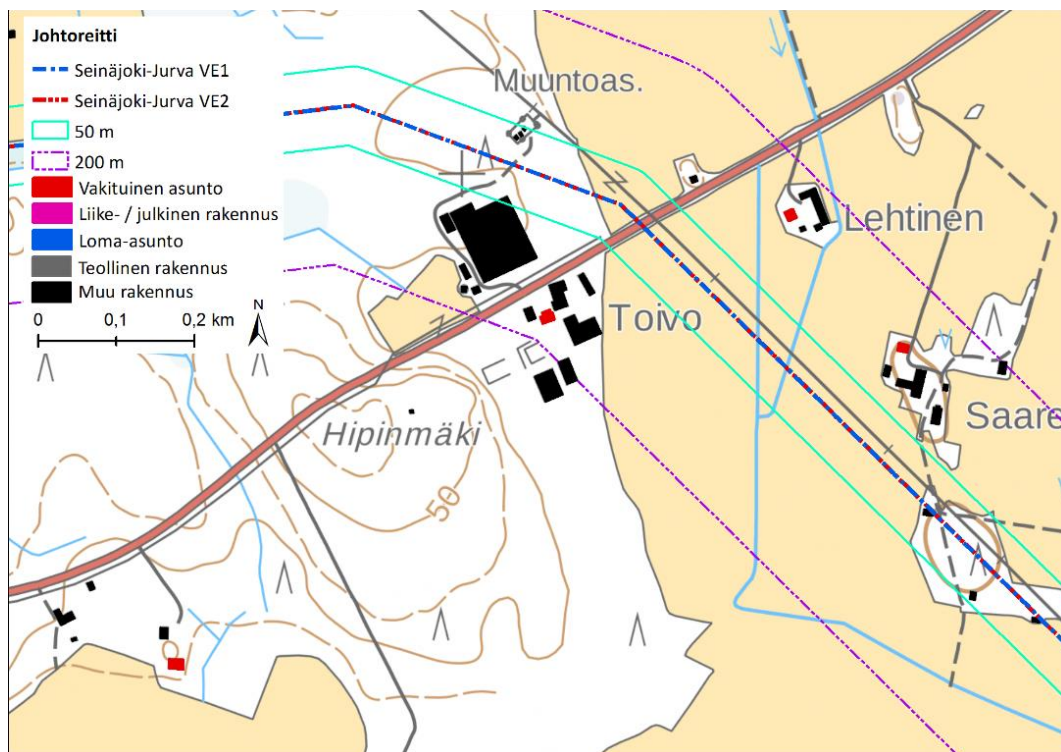 Johtoreitti
Seinäjoki-Jurva VE1
Seinäjoki-Jurva VE2
50 m
200 m
Vakituinen asunto
Liike- / julkinen rakennus
Loma-asunto
Teollinen rakennus
Muu rakennus
N
0 0,1 0,2 km
Muuntoas.
Lehtinen
Toivo
Saare
Hipinmäki
50